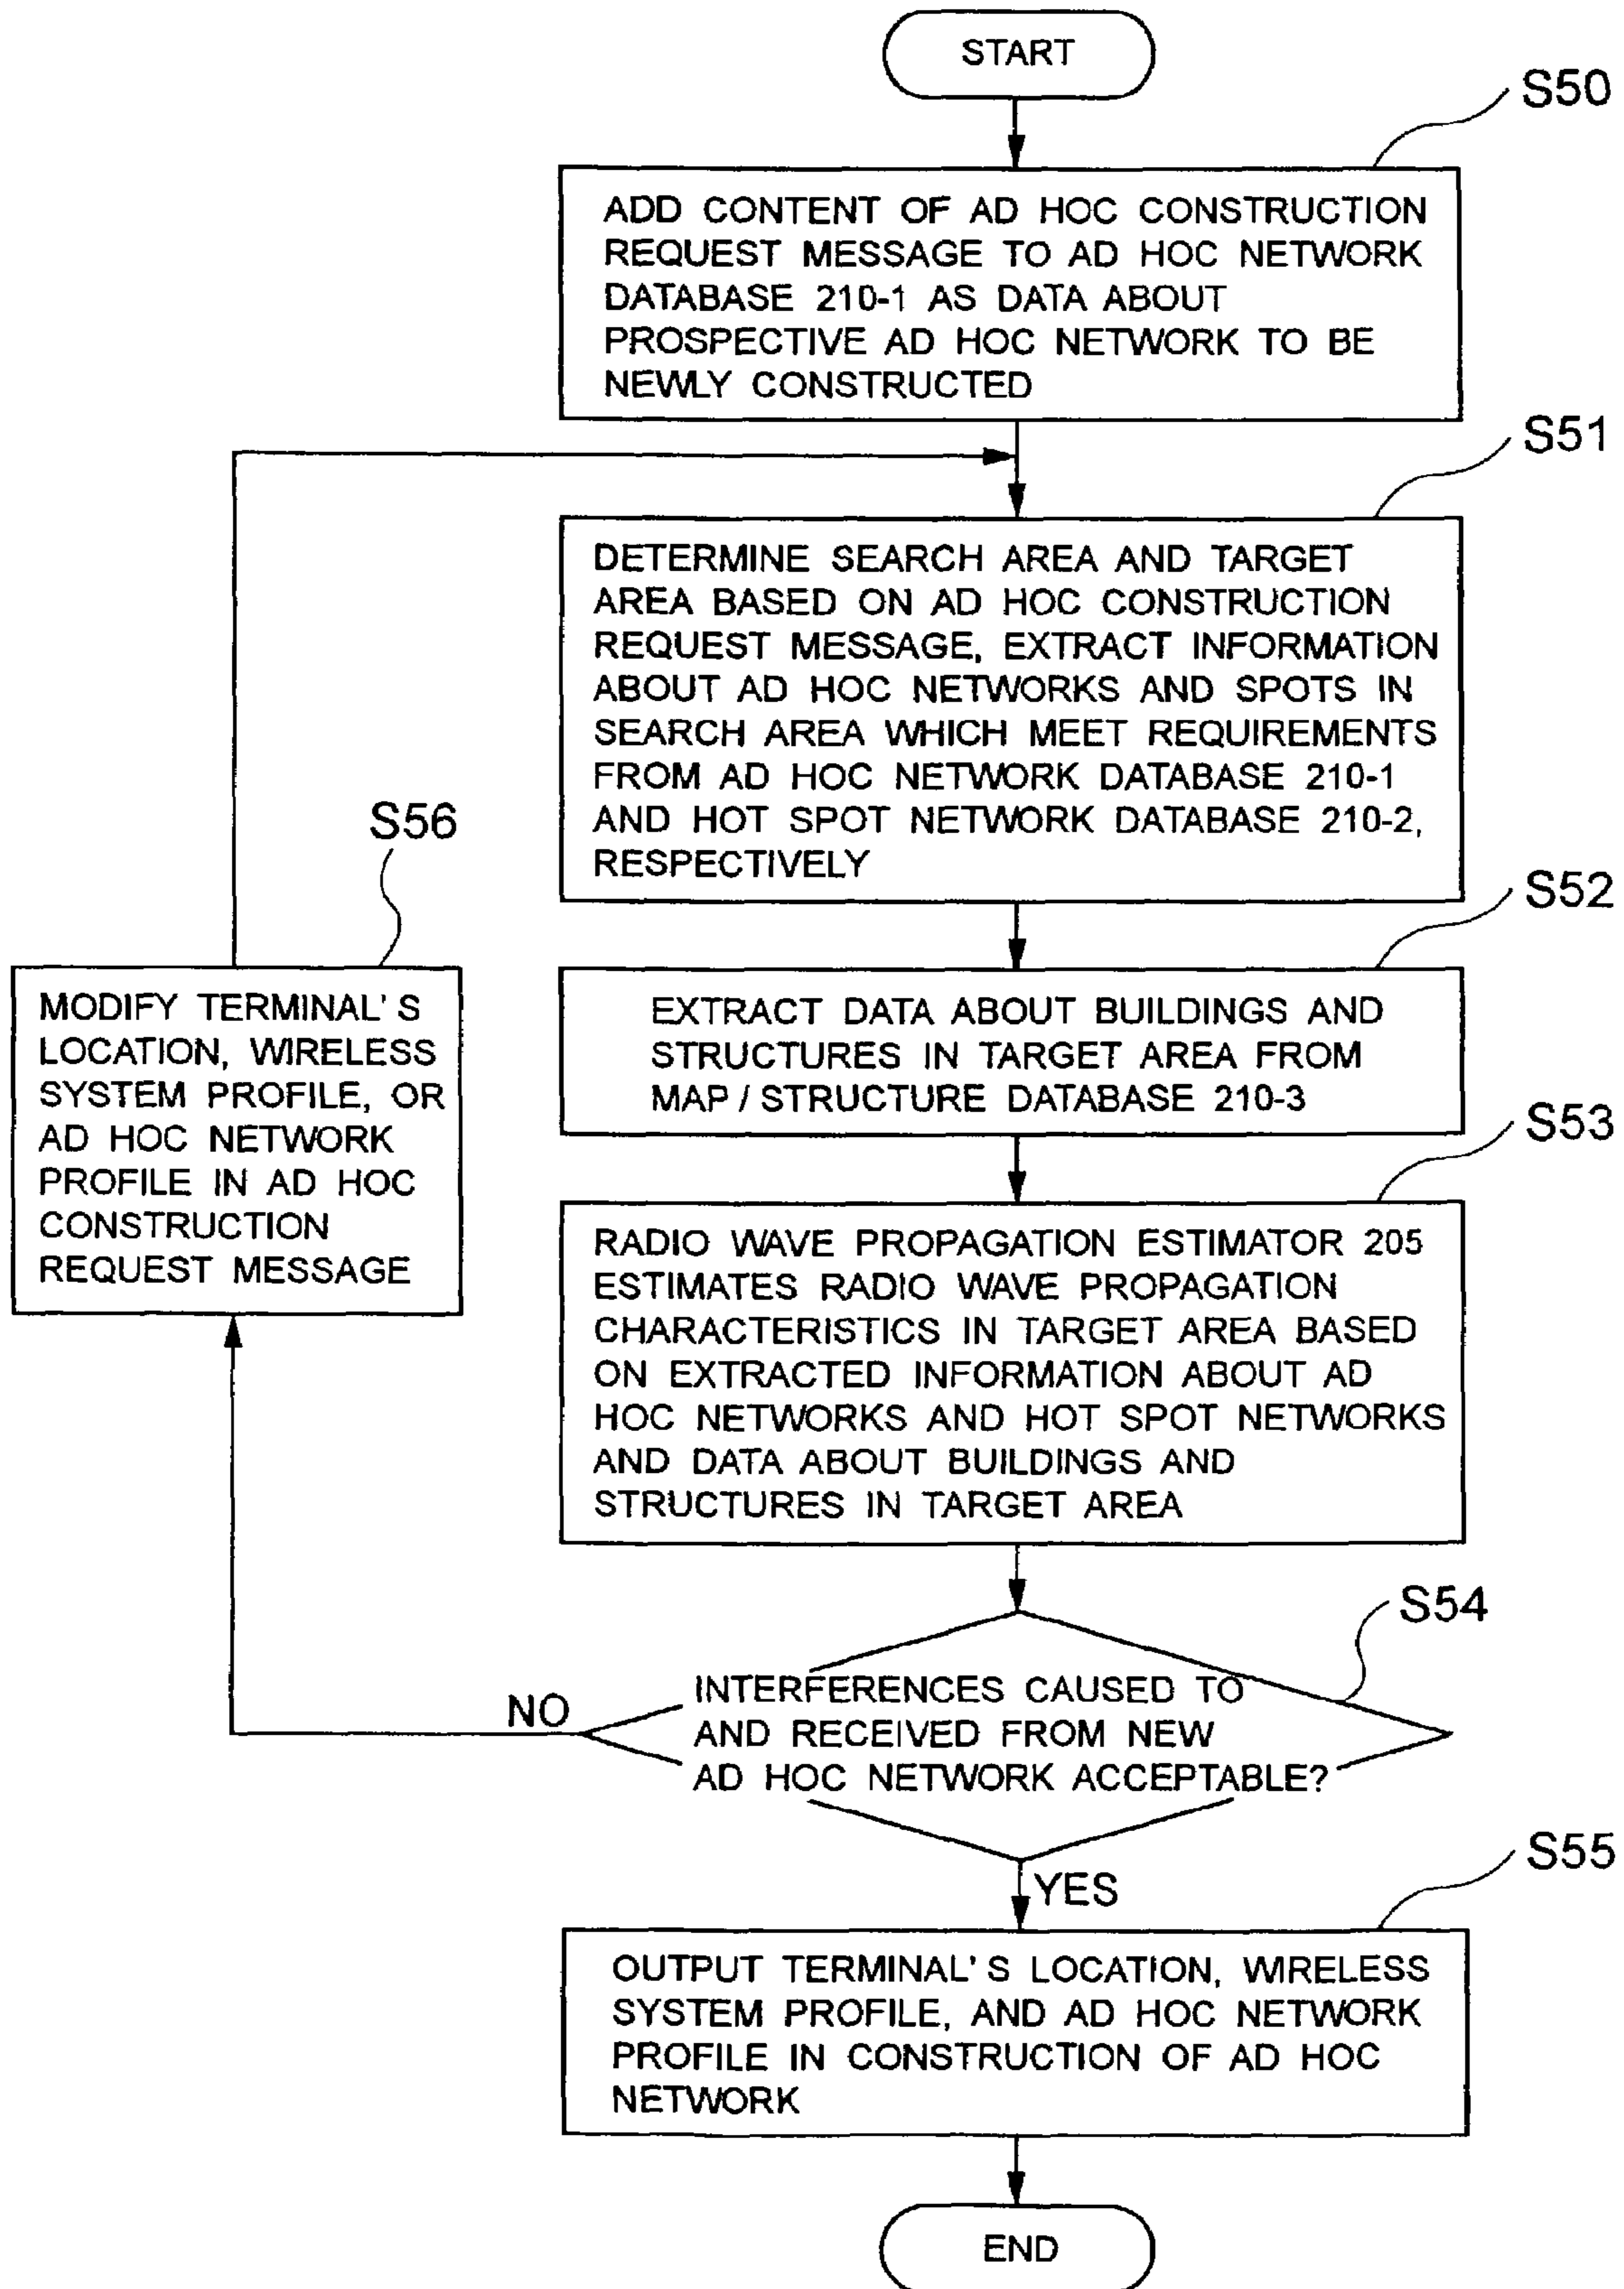 START
S50
ADD CONTENT OF AD HOC CONSTRUCTION
REQUEST MESSAGE TO AD HOC NETWORK
DATABASE 210-1 AS DATA ABOUT
PROSPECTIVE AD HOC NETWORK TO BE
NEWLY CONSTRUCTED
S51
DETERMINE SEARCH AREA AND TARGET
AREA BASED ON AD HOC CONSTRUCTION
REQUEST MESSAGE, EXTRACT INFORMATION
ABOUT AD HOC NETWORKS AND SPOTS IN
SEARCH AREA WHICH MEET REQUIREMENTS
FROM AD HOC NETWORK DATABASE 210-1
AND HOT SPOT NETWORK DATABASE 210-2,
RESPECTIVELY
S52
EXTRACT DATA ABOUT BUILDINGS AND
STRUCTURES IN TARGET AREA FROM
MAP / STRUCTURE DATABASE 210-3
S56
MODIFY TERMINAL' S
LOCATION, WIRELESS
SYSTEM PROFILE, OR
AD HOC NETWORK
PROFILE IN AD HOC
CONSTRUCTION
REQUEST MESSAGE
S53
RADIO WAVE PROPAGATION ESTIMATOR 205
ESTIMATES RADIO WAVE PROPAGATION
CHARACTERISTICS IN TARGET AREA BASED
ON EXTRACTED INFORMATION ABOUT AD
HOC NETWORKS AND HOT SPOT NETWORKS
AND DATA ABOUT BUILDINGS AND
STRUCTURES IN TARGET AREA
S54
INTERFERENCES CAUSED TO
AND RECEIVED FROM NEW
AD HOC NETWORK ACCEPTABLE?
NO
YES
S55
OUTPUT TERMINAL' S LOCATION, WIRELESS
SYSTEM PROFILE, AND AD HOC NETWORK
PROFILE IN CONSTRUCTION OF AD HOC
NETWORK
END